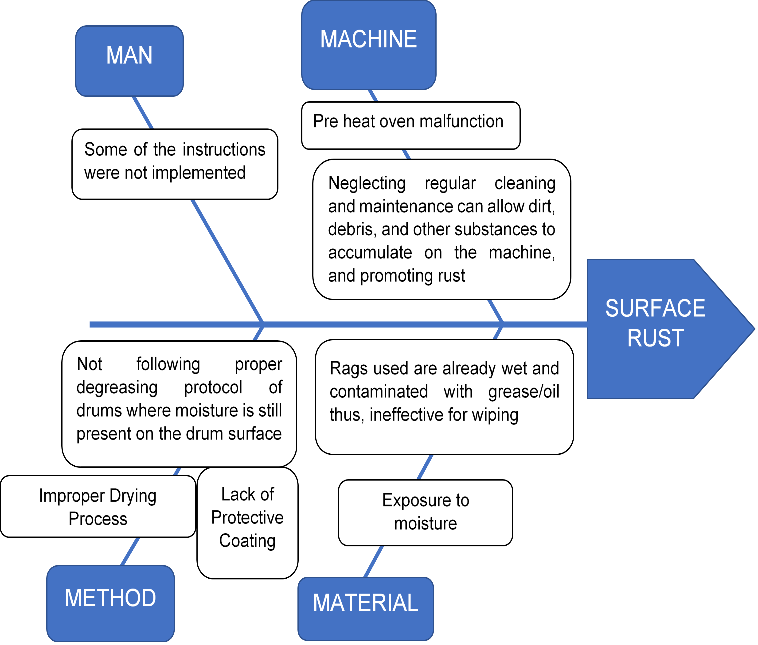 MAN
MACHINE
Some of the instructions
were not implemented
Pre heat oven malfunction
Neglecting regular cleaning
and maintenance can allow dirt,
debris, and other substances to
accumulate on the machine,
and promoting rust
SURFACE
RUST
Not following proper
degreasing protocol of
drums where moisture is still
present on the drum surface
Rags used are already wet and
contaminated with grease/oil
thus, ineffective for wiping
Improper Drying
Process
Lack of
Protective
Coating
Exposure to
moisture
METHOD
MATERIAL